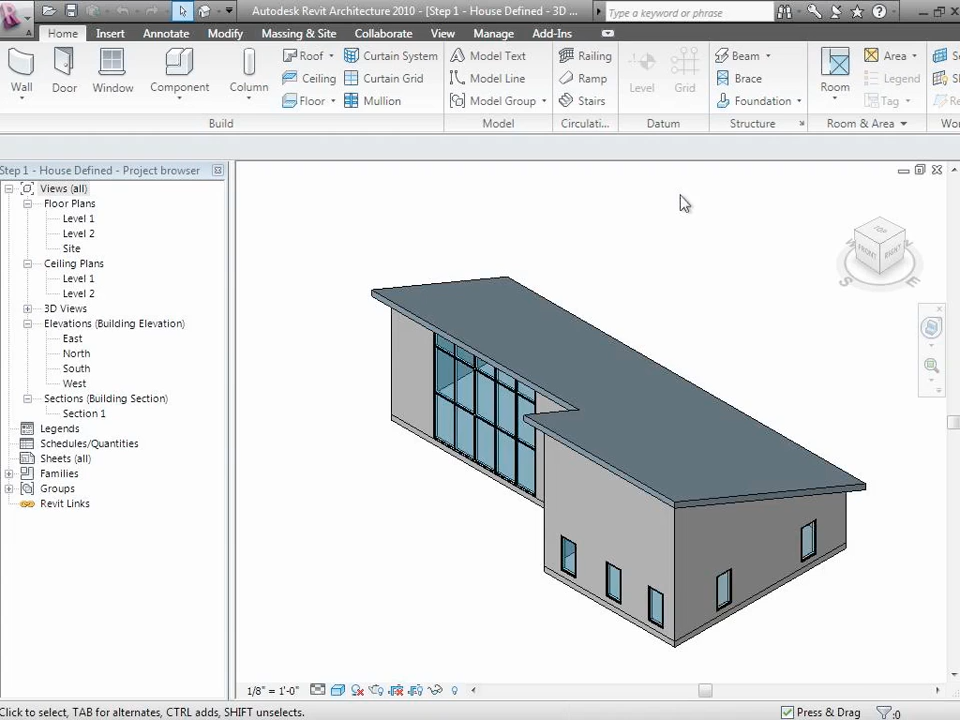 Autodesk Revit Architecture 2010 - [Step 1 - House Defined - 3D ...
Type a keyword or phrase
Home Insert Annotate Modify Massing & Site Collaborate View Manage Add-Ins
Wall Door Window Component Column
Roof Curtain System
Ceiling Curtain Grid
Floor Mullion
Build
Model Text
Model Line
Model Group
Model
Railing
Ramp
Stairs
Circulati...
Level Grid
Datum
Beam
Brace
Foundation
Structure
Room
Area
Legend
Tag
Room & Area
Step 1 - House Defined - Project browser
Views (all)
Floor Plans
Level 1
Level 2
Site
Ceiling Plans
Level 1
Level 2
3D Views
Elevations (Building Elevation)
East
North
South
West
Sections (Building Section)
Section 1
Legends
Schedules/Quantities
Sheets (all)
Families
Groups
Revit Links
TOP
FRONT RIGHT
S E
1/8" = 1'-0"
Click to select, TAB for alternates, CTRL adds, SHIFT unselects.
Press & Drag
:0